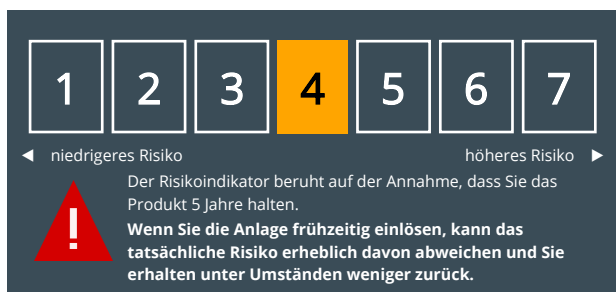 1 2 3 4 5 6 7
◀ niedrigeres Risiko höheres Risiko ▶
Der Risikoindikator beruht auf der Annahme, dass Sie das
Produkt 5 Jahre halten.
Wenn Sie die Anlage frühzeitig einlösen, kann das
tatsächliche Risiko erheblich davon abweichen und Sie
erhalten unter Umständen weniger zurück.
!